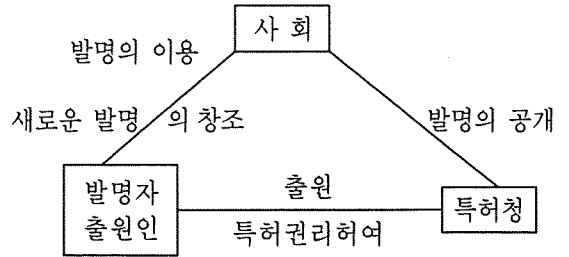 사 회
발명의 이용
새로운 발명 의 창조
발명의 공개
발명자
출원인
출원
특허권리허여
특허청